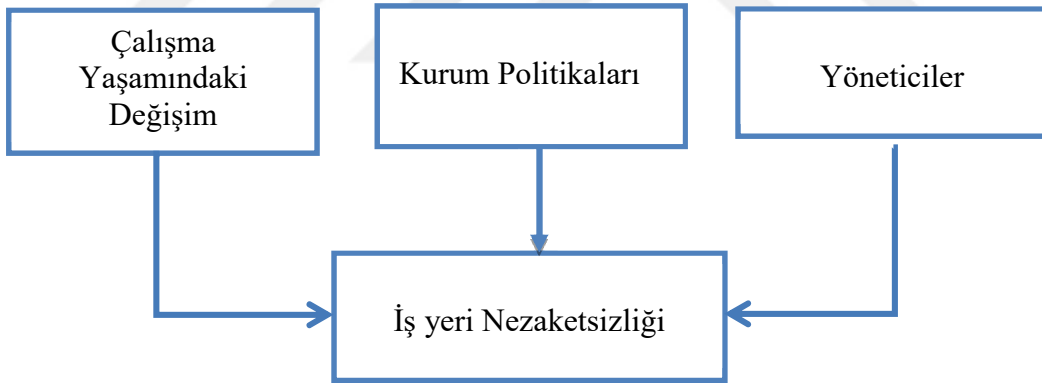 Çalışma
Yaşamındaki
Değişim
Kurum Politikaları
Yöneticiler
İş yeri Nezaketsizliği